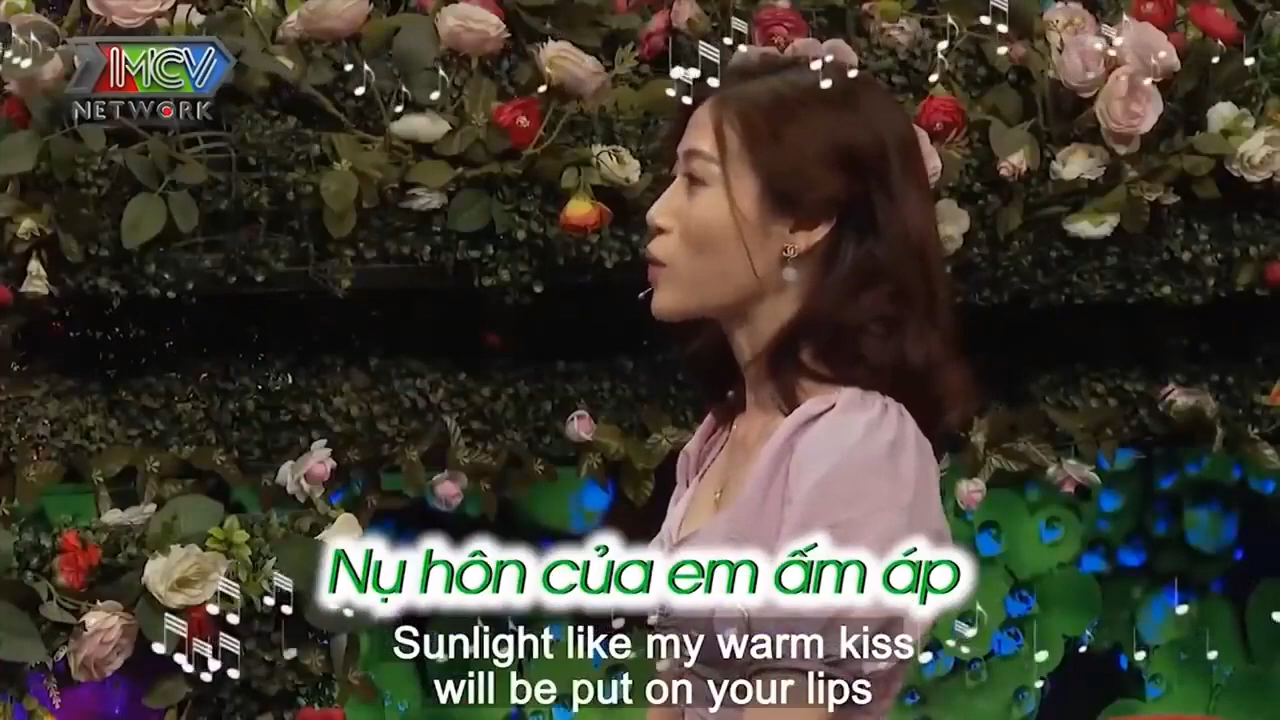 MCV
NETWORK
Nụ hôn của em ấm áp
Sunlight like my warm kiss
will be put on your lips